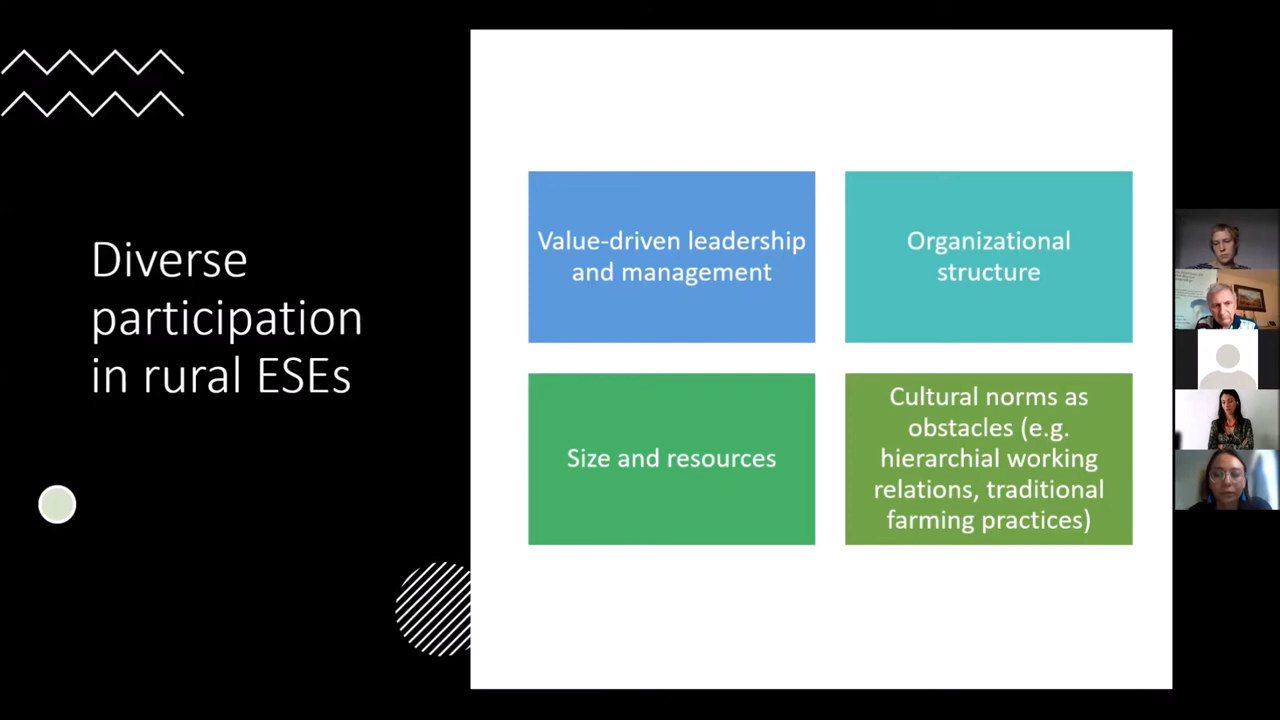 Diverse
participation
in rural ESEs
Value-driven leadership
and management
Organizational
structure
Size and resources
Cultural norms as
obstacles (e.g.
hierarchial working
relations, traditional
farming practices)